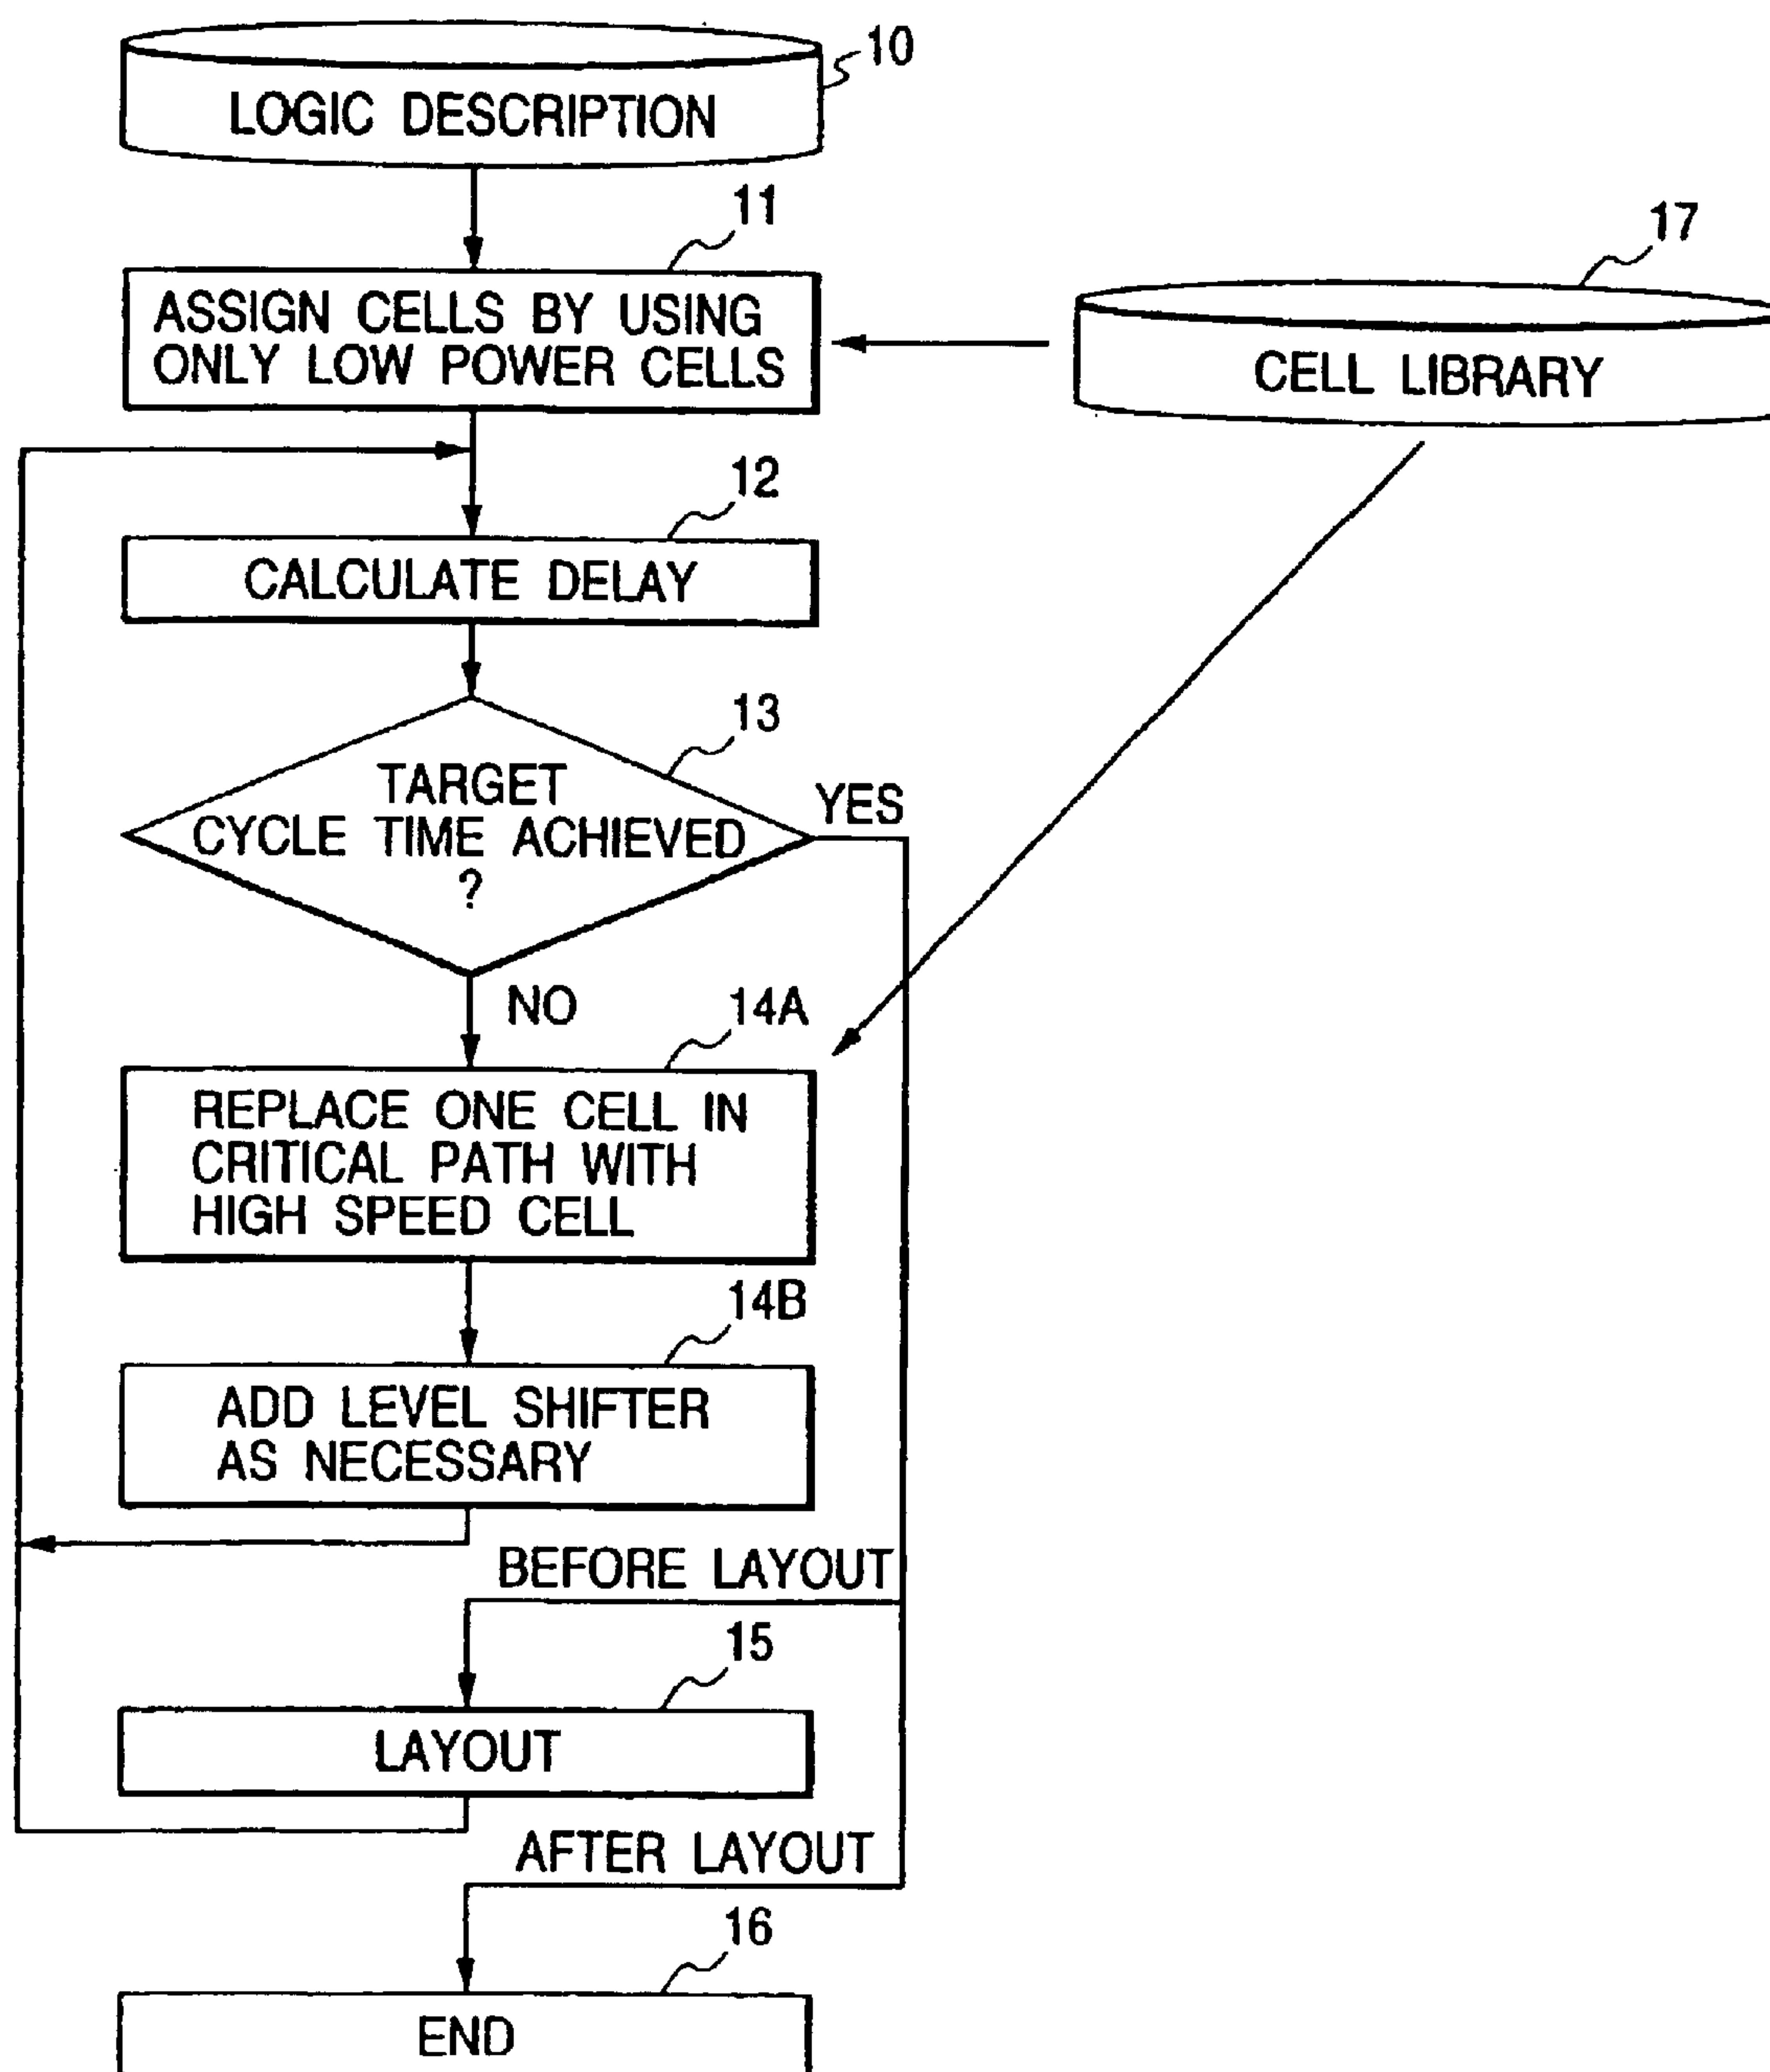 10
LOGIC DESCRIPTION
11
17
ASSIGN CELLS BY USING
ONLY LOW POWER CELLS
CELL LIBRARY
12
CALCULATE DELAY
13
TARGET
CYCLE TIME ACHIEVED
?
YES
NO
14A
REPLACE ONE CELL IN
CRITICAL PATH WITH
HIGH SPEED CELL
14B
ADD LEVEL SHIFTER
AS NECESSARY
BEFORE LAYOUT
15
LAYOUT
AFTER LAYOUT
16
END